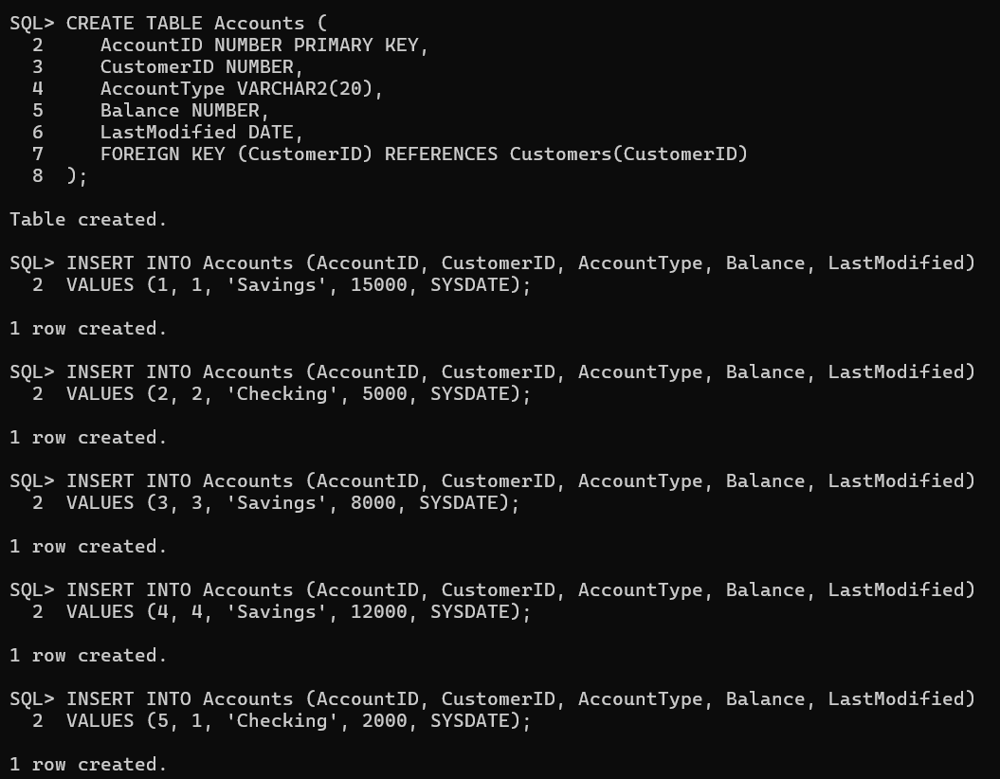 SQL> CREATE TABLE Accounts (
  2     AccountID NUMBER PRIMARY KEY,
  3     CustomerID NUMBER,
  4     AccountType VARCHAR2(20),
  5     Balance NUMBER,
  6     LastModified DATE,
  7     FOREIGN KEY (CustomerID) REFERENCES Customers(CustomerID)
  8  );
Table created.
SQL> INSERT INTO Accounts (AccountID, CustomerID, AccountType, Balance, LastModified)
  2  VALUES (1, 1, 'Savings', 15000, SYSDATE);
1 row created.
SQL> INSERT INTO Accounts (AccountID, CustomerID, AccountType, Balance, LastModified)
  2  VALUES (2, 2, 'Checking', 5000, SYSDATE);
1 row created.
SQL> INSERT INTO Accounts (AccountID, CustomerID, AccountType, Balance, LastModified)
  2  VALUES (3, 3, 'Savings', 8000, SYSDATE);
1 row created.
SQL> INSERT INTO Accounts (AccountID, CustomerID, AccountType, Balance, LastModified)
  2  VALUES (4, 4, 'Savings', 12000, SYSDATE);
1 row created.
SQL> INSERT INTO Accounts (AccountID, CustomerID, AccountType, Balance, LastModified)
  2  VALUES (5, 1, 'Checking', 2000, SYSDATE);
1 row created.